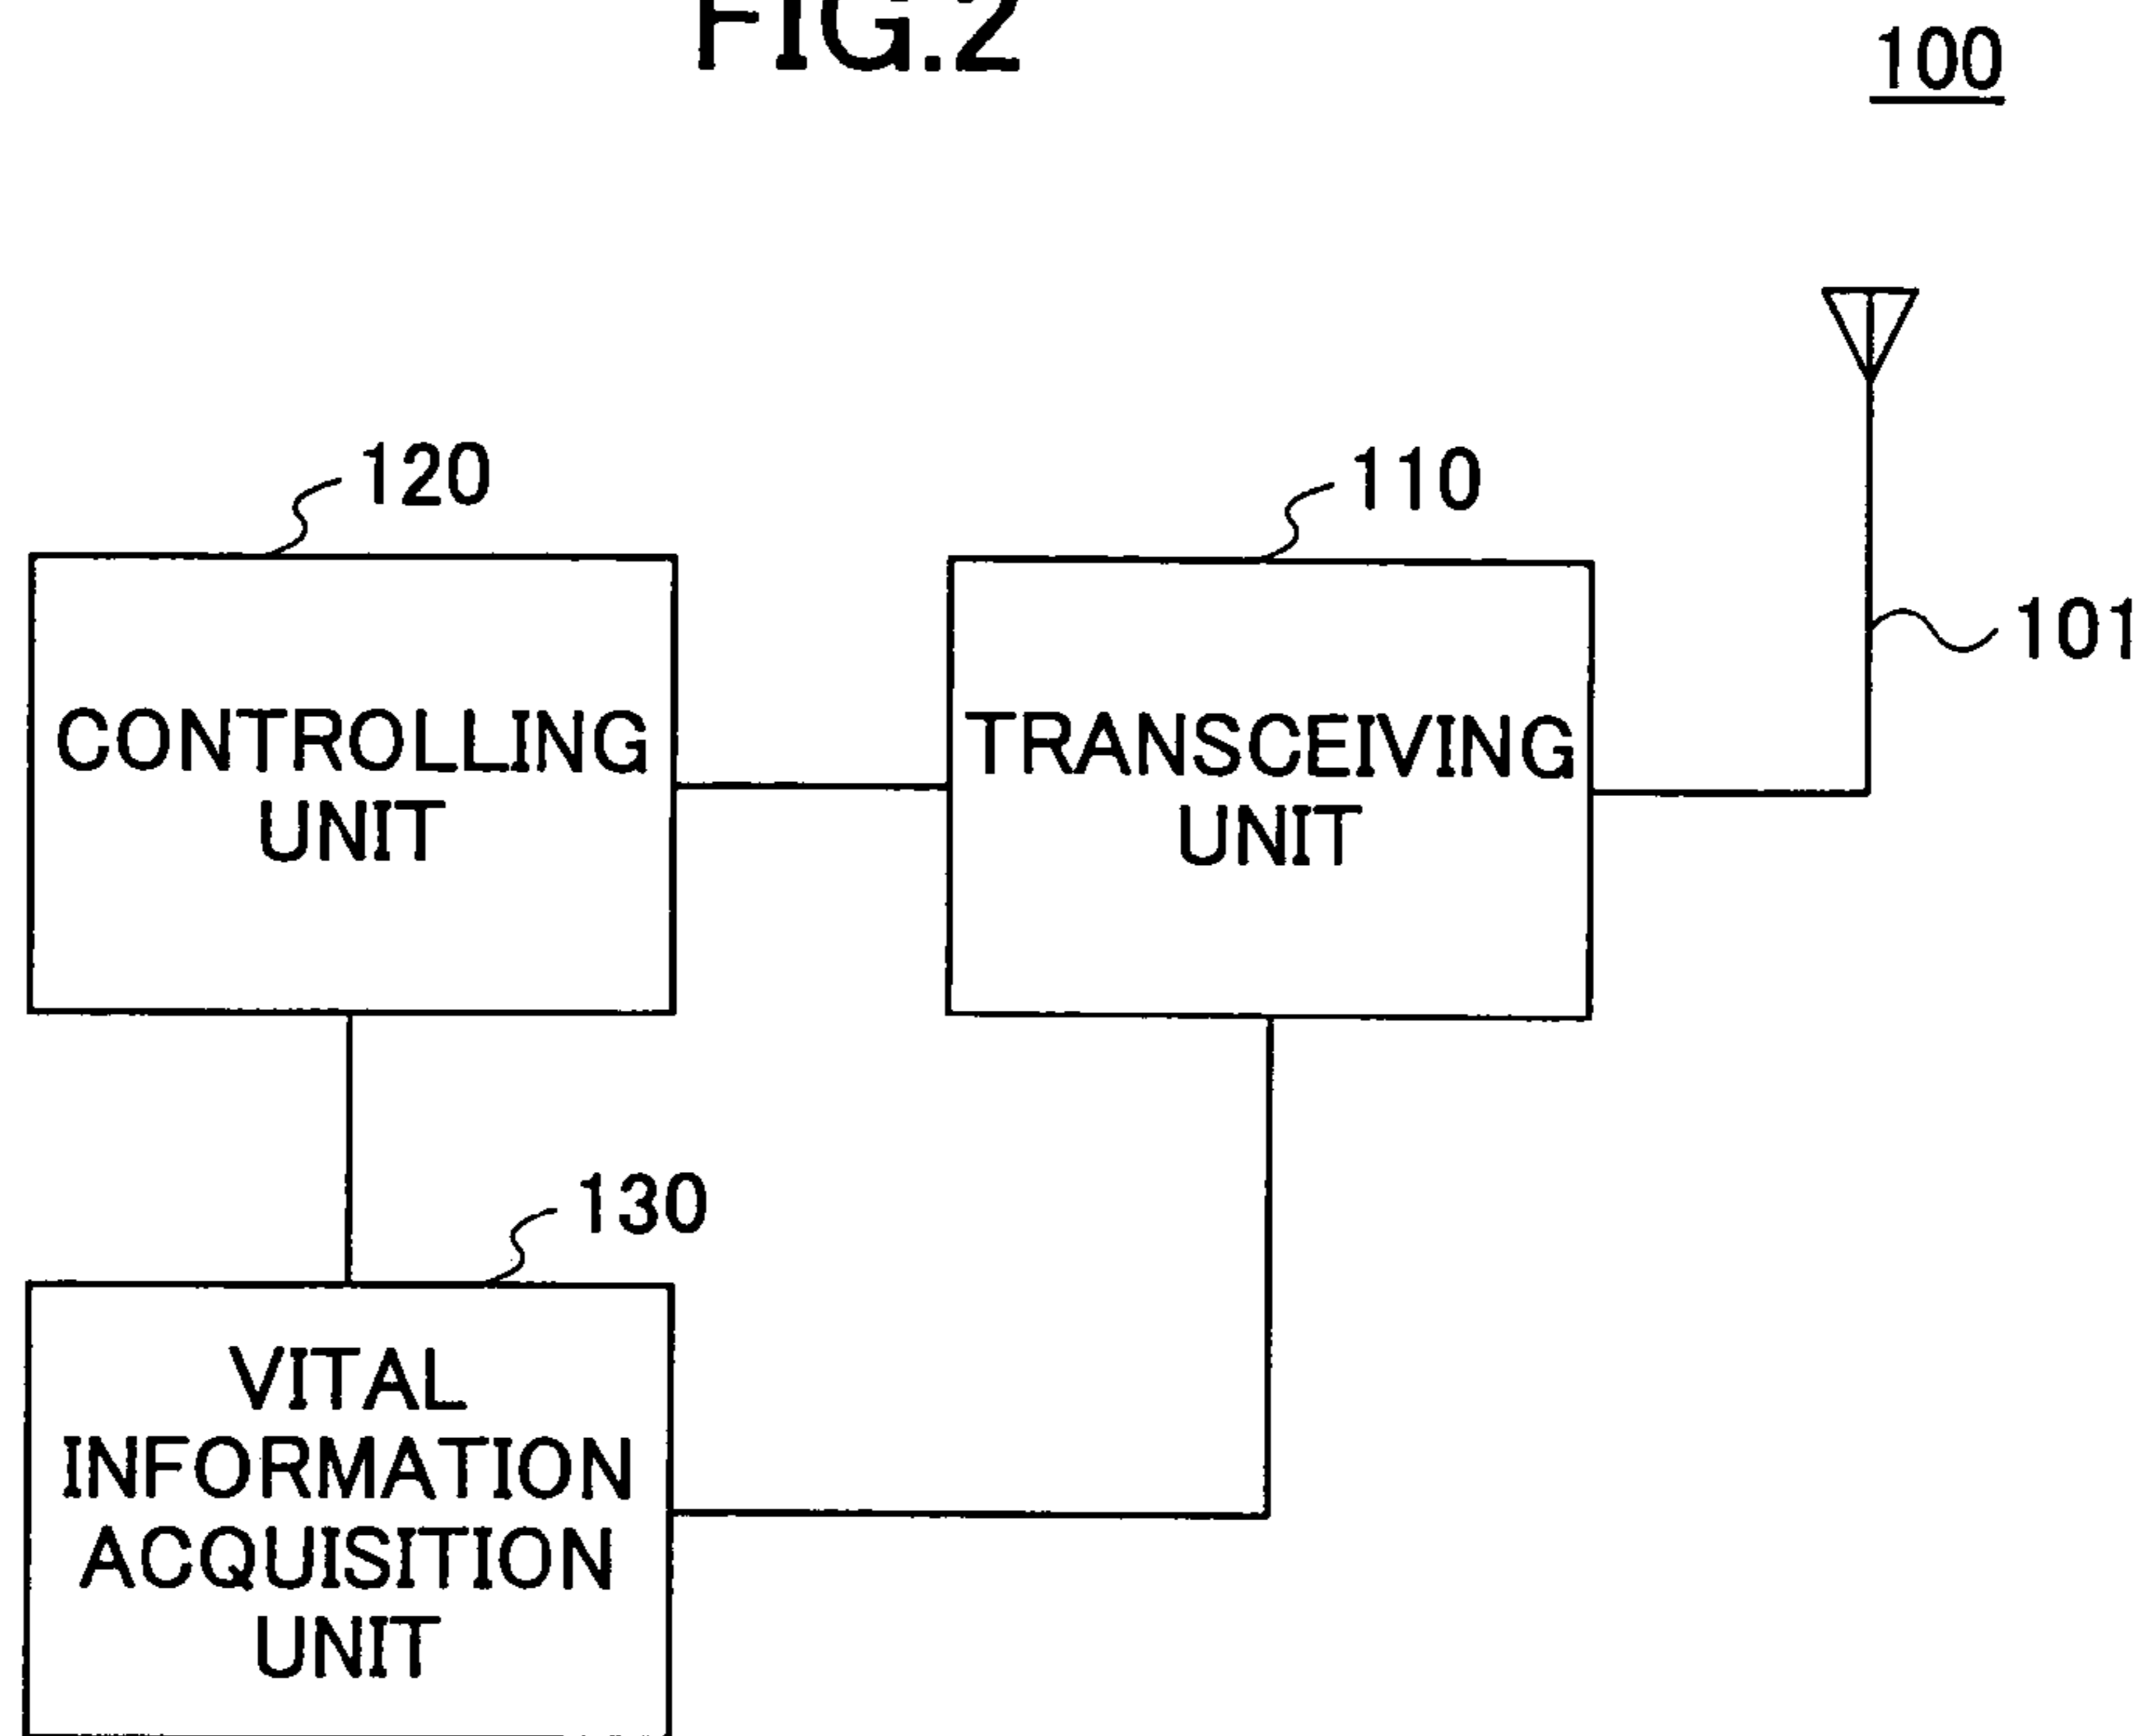 FIG.2
100
120
110
101
CONTROLLING
UNIT
TRANSCEIVING
UNIT
130
VITAL
INFORMATION
ACQUISITION
UNIT